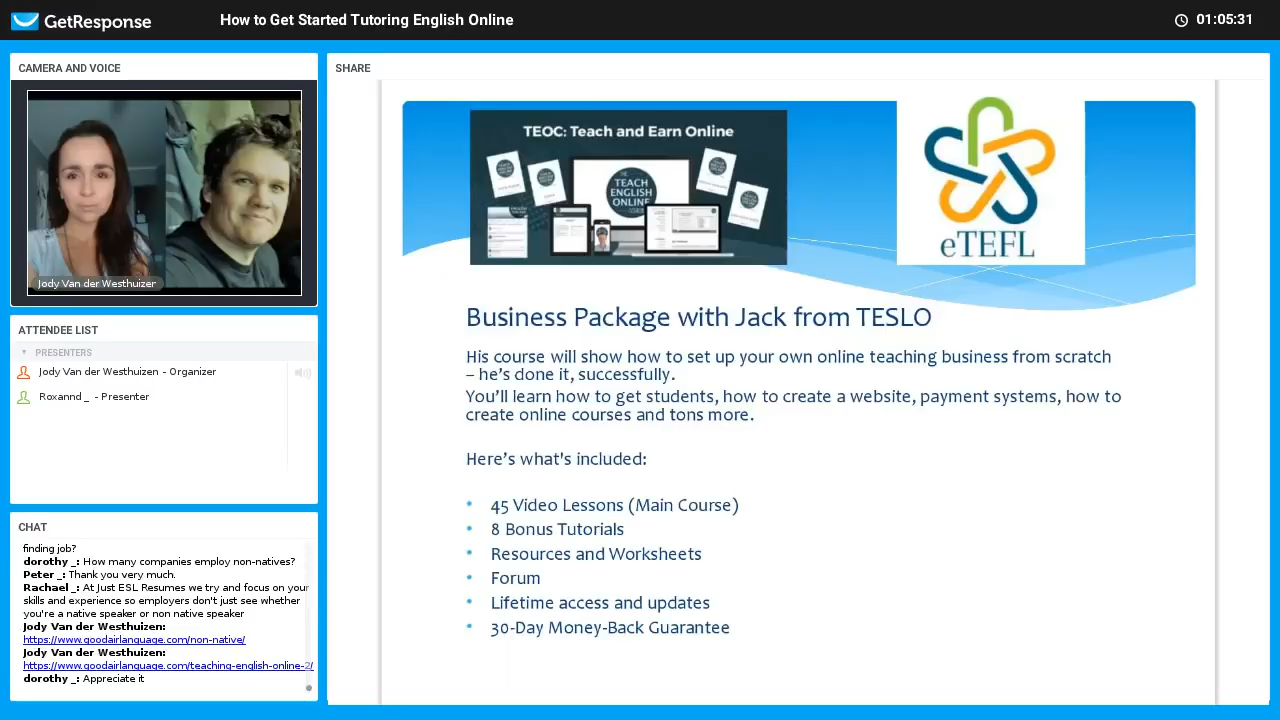 GetResponse
How to Get Started Tutoring English Online
01:05:31
CAMERA AND VOICE
Jody Van der Westhuizer
ATTENDEE LIST
PRESENTERS
Jody Van der Westhuizen - Organizer
Roxannd _ - Presenter
CHAT
finding job?
dorothy _: How many companies employ non-natives?
Peter _: Thank you very much.
Rachael _: At Just ESL Resumes we try and focus on your
skills and experience so employers don't just see whether
you're a native speaker or non native speaker
Jody Van der Westhuizen:
https://www.goodairlanguage.com/non-native/
Jody Van der Westhuizen:
https://www.goodairlanguage.com/teaching-english-online-2/
dorothy _: Appreciate it
SHARE
TEOC: Teach and Earn Online
TEACH
ENGLISH
ONLINE
eTEFL
Business Package with Jack from TESLO
His course will show how to set up your own online teaching business from scratch
– he's done it, successfully.
You'll learn how to get students, how to create a website, payment systems, how to
create online courses and tons more.
Here's what's included:
• 45 Video Lessons (Main Course)
• 8 Bonus Tutorials
• Resources and Worksheets
• Forum
• Lifetime access and updates
• 30-Day Money-Back Guarantee